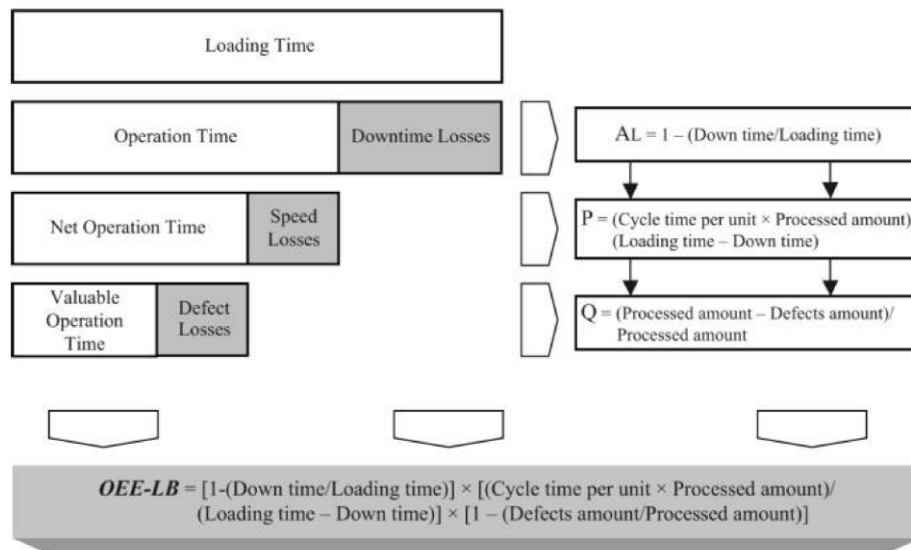 Loading Time
Operation Time
Downtime Losses
AL = 1 – (Down time/Loading time)
Net Operation Time
Speed
Losses
P = (Cycle time per unit × Processed amount)/
(Loading time – Down time)
Valuable
Operation
Time
Defect
Losses
Q = (Processed amount – Defects amount)/
Processed amount
OEE-LB = [1-(Down time/Loading time)] × [(Cycle time per unit × Processed amount)/
(Loading time – Down time)] × [1 – (Defects amount/Processed amount)]